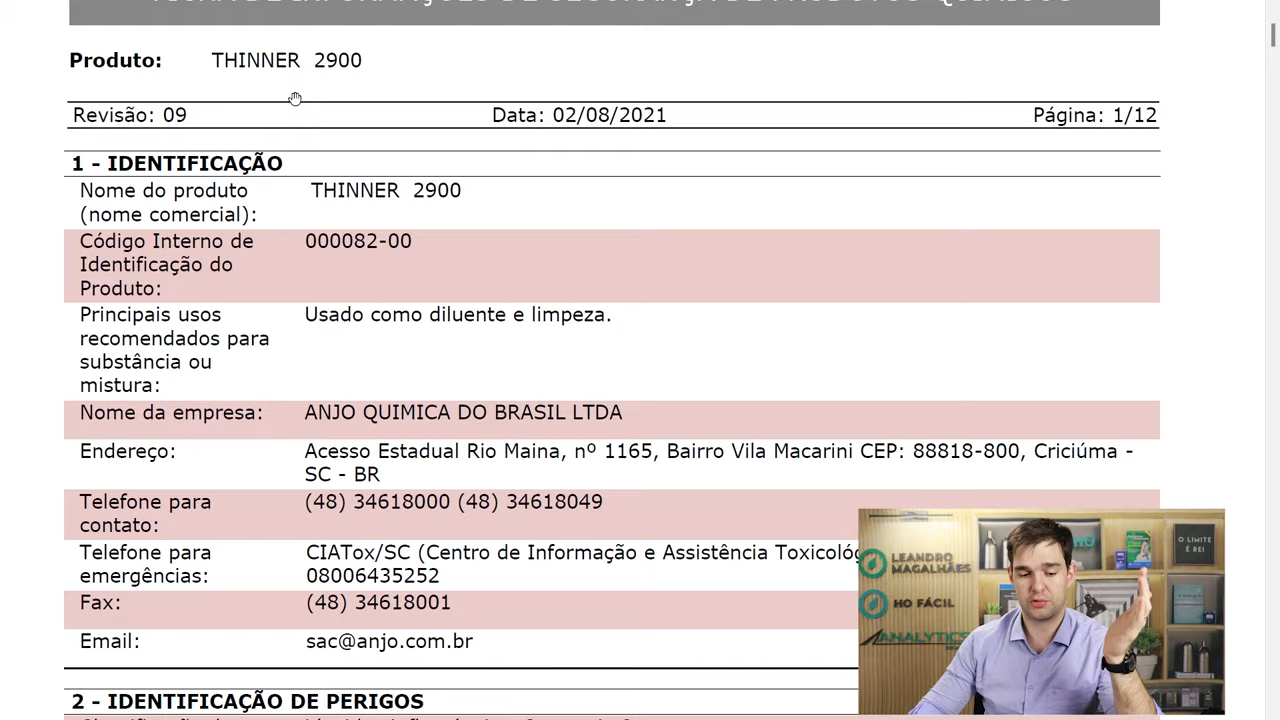 Produto: THINNER 2900
Revisão: 09 Data: 02/08/2021 Página: 1/12
1 - IDENTIFICAÇÃO
Nome do produto (nome comercial): THINNER 2900
Código Interno de Identificação do Produto: 000082-00
Principais usos recomendados para substância ou mistura: Usado como diluente e limpeza.
Nome da empresa: ANJO QUIMICA DO BRASIL LTDA
Endereço: Acesso Estadual Rio Maina, nº 1165, Bairro Vila Macarini CEP: 88818-800, Criciúma -
SC - BR
Telefone para contato: (48) 34618000 (48) 34618049
Telefone para emergências: CIATox/SC (Centro de Informação e Assistência
08006435252
Fax: (48) 34618001
Email: sac@anjo.com.br
2 - IDENTIFICAÇÃO DE PERIGOS
LEANDRO
MAGALHÃES
HO FÁCIL
ANALYTICS
O LIMITE
É REI